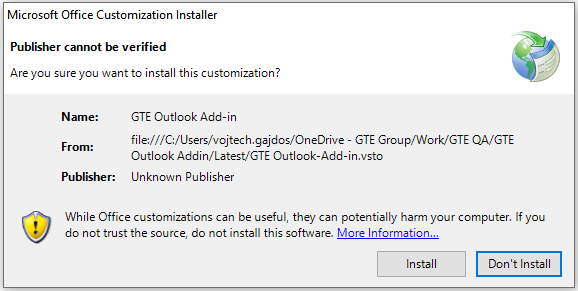 Microsoft Office Customization Installer
Publisher cannot be verified
Are you sure you want to install this customization?
Name: GTE Outlook Add-in
From: file:///C:/Users/vojtech.gajdos/OneDrive - GTE Group/Work/GTE QA/GTE
Outlook Addin/Latest/GTE Outlook-Add-in.vsto
Publisher: Unknown Publisher
While Office customizations can be useful, they can potentially harm your computer. If you
do not trust the source, do not install this software. More Information...
Install Don't Install